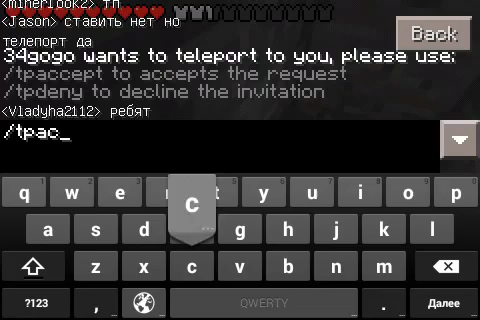 <minerlook2> тп
<Jason> ставить нет но
телепорт да
34gogo wants to teleport to you, please use:
/tpaccept to accepts the request
/tpdeny to decline the invitation
<Vladyha2112> ребят
Back
/tpac_
q w e t y u i o p
a s d c g h j k l
z x c v b n m
?123 , QWERTY . Далее